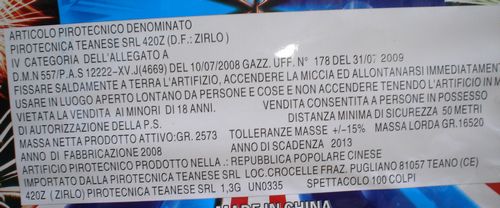 ARTICOLO PIROTECNICO DENOMINATO
PIROTECNICA TEANESE SRL 420Z (D.F.: ZIRLO)
IV CATEGORIA DELL'ALLEGATO A
D.M.N 557/P.AS 12222-XV.J(4669) DEL 10/07/2008 GAZZ. UFF. N° 178 DEL 31/07 2009
FISSARE SALDAMENTE A TERRA L'ARTIFIZIO, ACCENDERE LA MICCIA ED ALLONTANARSI IMMEDIATAMENT
USARE IN LUOGO APERTO LONTANO DA PERSONE E COSE E NON ACCENDERE TENENDO L'ARTIFICIO IN M
VIETATA LA VENDITA AI MINORI DI 18 ANNI. VENDITA CONSENTITA A PERSONE IN POSSESSO
DI AUTORIZZAZIONE DELLA P.S. DISTANZA MINIMA DI SICUREZZA 50 METRI
MASSA NETTA PRODOTTO ATTIVO:GR. 2573 TOLLERANZE MASSE +/-15% MASSA LORDA GR.16520
ANNO DI FABBRICAZIONE 2008 ANNO DI SCADENZA 2013
ARTIFICIO PIROTECNICO PRODOTTO NELLA .: REPUBBLICA POPOLARE CINESE
IMPORTATO DALLA PIROTECNICA TEANESE SRL LOC.CROCELLE FRAZ. PUGLIANO 81057 TEANO (CE)
420Z (ZIRLO) PIROTECNICA TEANESE SRL 1,3G UN0335 SPETTACOLO 100 COLPI
MADE IN CHINA